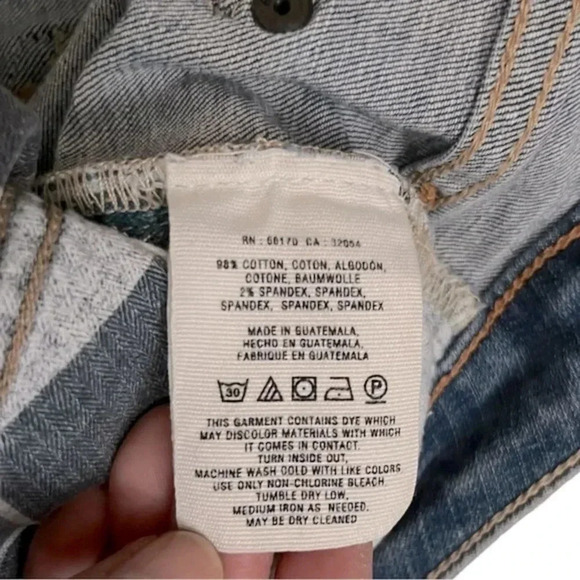 RN : 66170 CA : 32054
98% COTTON, COTON, ALGODÓN,
COTONE, BAUMWOLLE
2% SPANDEX, SPANDEX,
SPANDEX, SPANDEX, SPANDEX
MADE IN GUATEMALA,
HECHO EN GUATEMALA,
FABRIQUE EN GUATEMALA
30 P
THIS GARMENT CONTAINS DYE WHICH
MAY DISCOLOR MATERIALS WITH WHICH
IT COMES IN CONTACT.
TURN INSIDE OUT,
MACHINE WASH COLD WITH LIKE COLORS
USE ONLY NON-CHLORINE BLEACH
TUMBLE DRY LOW,
MEDIUM IRON AS NEEDED.
MAY BE DRY CLEANED